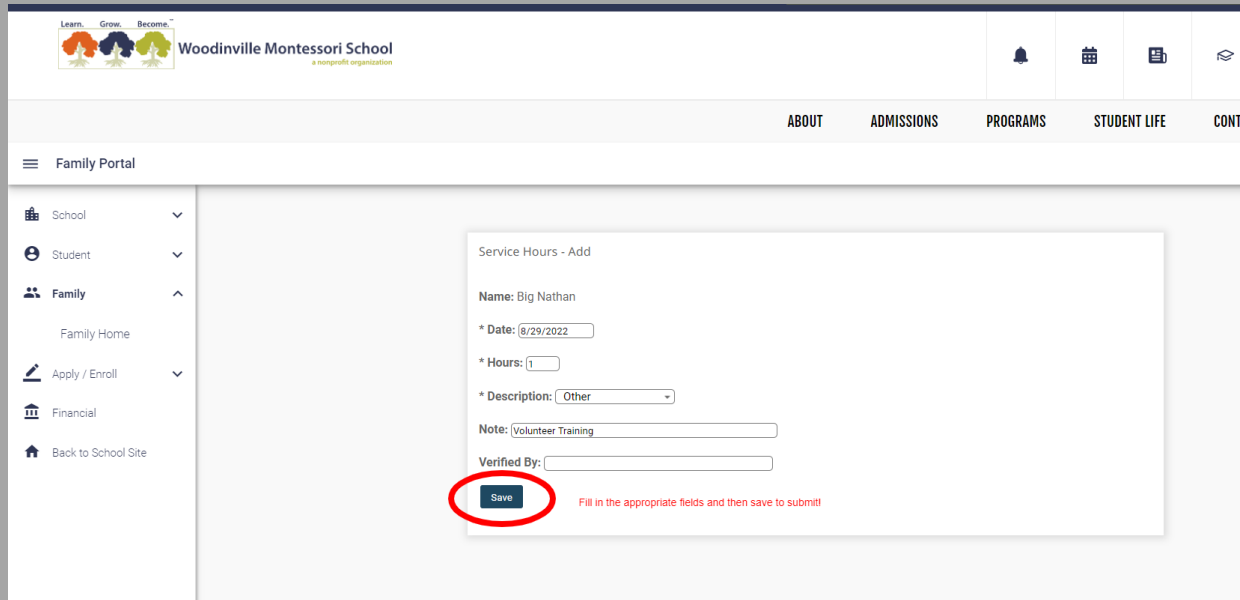 Learn. Grow. Become.™
Woodinville Montessori School
a nonprofit organization
ABOUT ADMISSIONS PROGRAMS STUDENT LIFE CONT
Family Portal
School
Student
Family
Family Home
Apply / Enroll
Financial
Back to School Site
Service Hours - Add
Name: Big Nathan
* Date: 8/29/2022
* Hours: 1
* Description: Other
Note: Volunteer Training
Verified By:
Save Fill in the appropriate fields and then save to submit!